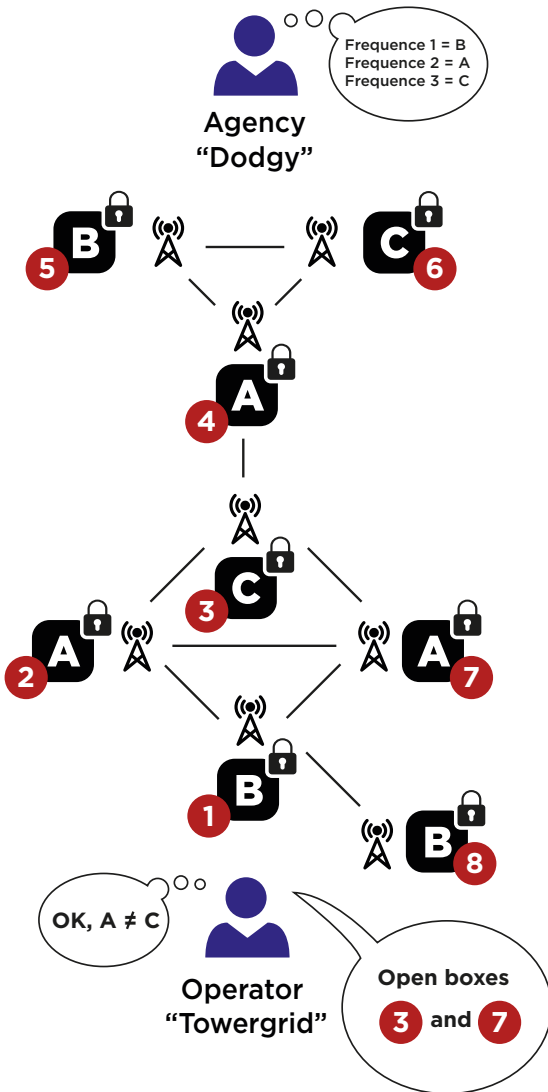 Frequence 1 = B
Frequence 2 = A
Frequence 3 = C
Agency
“Dodgy”
B
5
C
6
A
4
C
3
A
2
A
7
B
1
B
8
OK, A ≠ C
Operator
“Towergrid”
Open boxes
3 and 7